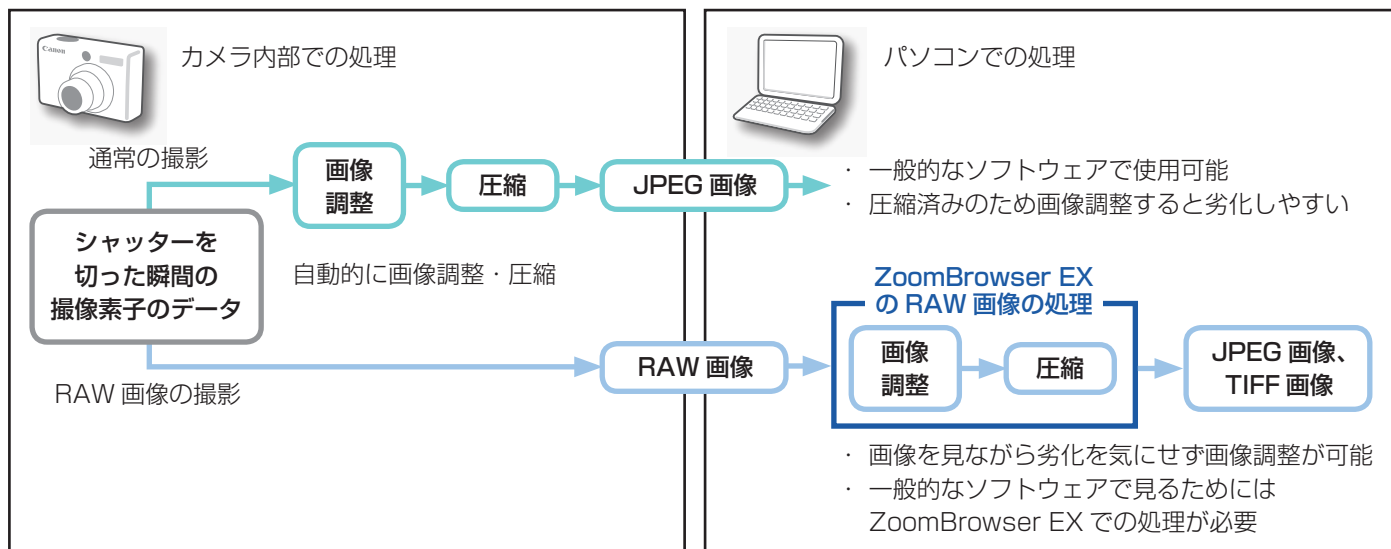 Canon
カメラ内部での処理
通常の撮影
画像
調整
圧縮
JPEG 画像
シャッターを
切った瞬間の
撮像素子のデータ
自動的に画像調整・圧縮
RAW 画像の撮影
RAW 画像
パソコンでの処理
・ 一般的なソフトウェアで使用可能
・ 圧縮済みのため画像調整すると劣化しやすい
ZoomBrowser EX
の RAW 画像の処理
画像
調整
圧縮
JPEG 画像、
TIFF 画像
・ 画像を見ながら劣化を気にせず画像調整が可能
・ 一般的なソフトウェアで見るためには
ZoomBrowser EX での処理が必要